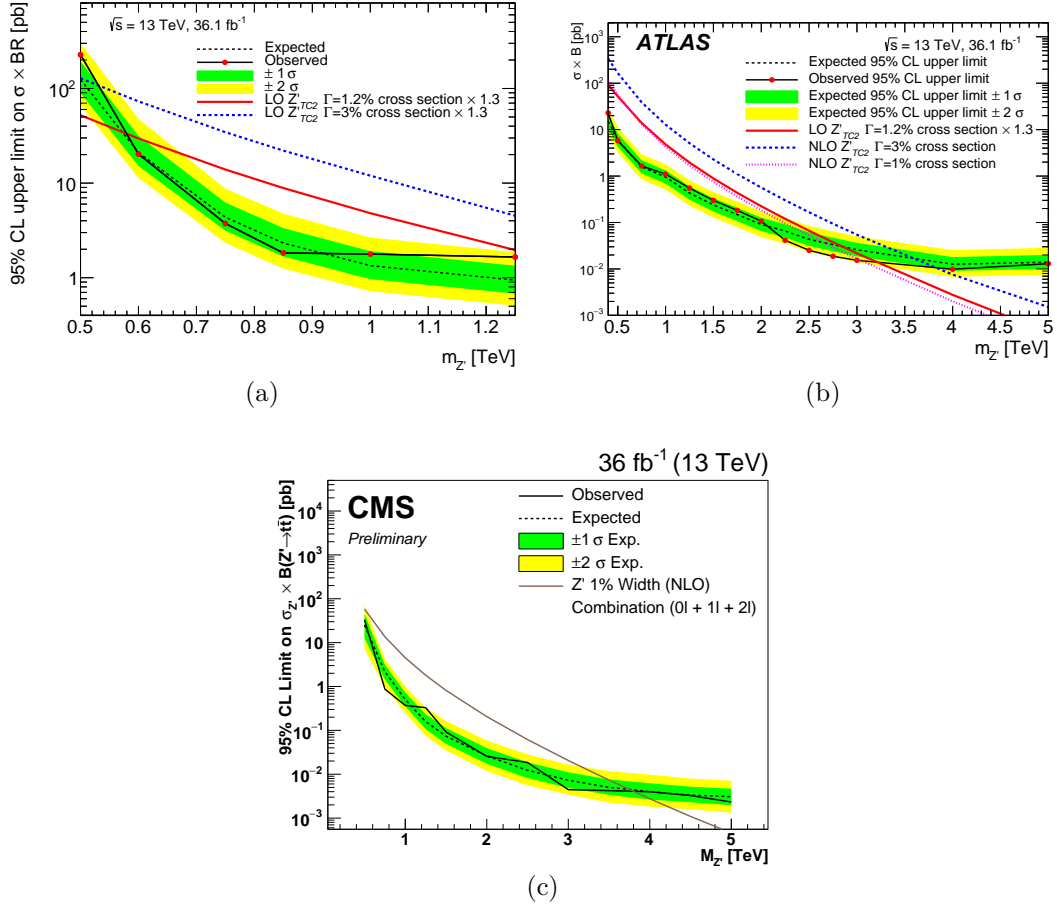 √s = 13 TeV, 36.1 fb⁻¹
Expected
Observed
± 1 σ
± 2 σ
LO Z'TC2 Γ=1.2% cross section × 1.3
LO Z'TC2 Γ=3% cross section × 1.3
95% CL upper limit on σ × BR [pb]
10²
10
1
0.5 0.6 0.7 0.8 0.9 1 1.1 1.2
mZ' [TeV]
(a)
ATLAS
√s = 13 TeV, 36.1 fb⁻¹
Expected 95% CL upper limit
Observed 95% CL upper limit
Expected 95% CL upper limit ± 1 σ
Expected 95% CL upper limit ± 2 σ
LO Z'TC2 Γ=1.2% cross section × 1.3
NLO Z'TC2 Γ=3% cross section
NLO Z'TC2 Γ=1% cross section
σ × B [pb]
10³
10²
10
1
10⁻¹
10⁻²
10⁻³
0.5 1 1.5 2 2.5 3 3.5 4 4.5 5
mZ' [TeV]
(b)
36 fb⁻¹ (13 TeV)
CMS
Preliminary
Observed
Expected
±1 σ Exp.
±2 σ Exp.
Z' 1% Width (NLO)
Combination (0l + 1l + 2l)
95% CL Limit on σZ' × B(Z'→tt̄) [pb]
10⁴
10³
10²
10
1
10⁻¹
10⁻²
10⁻³
1 2 3 4 5
MZ' [TeV]
(c)